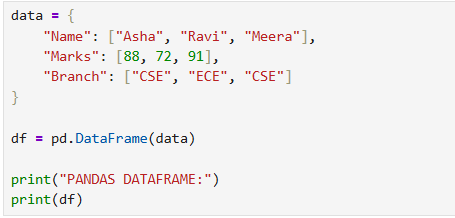 data = {
    "Name": ["Asha", "Ravi", "Meera"],
    "Marks": [88, 72, 91],
    "Branch": ["CSE", "ECE", "CSE"]
}
df = pd.DataFrame(data)
print("PANDAS DATAFRAME:")
print(df)